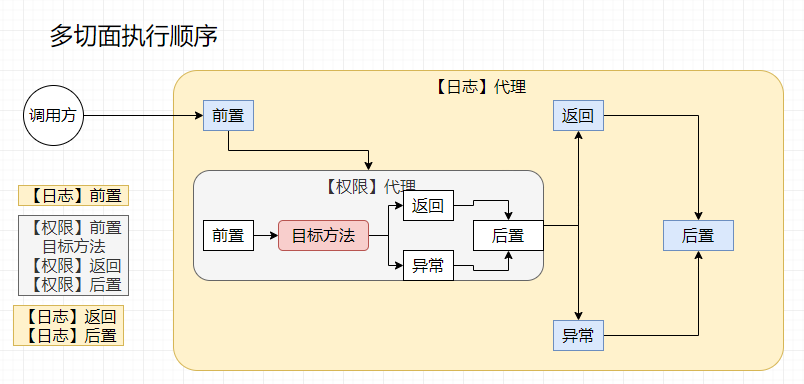 多切面执行顺序
【日志】代理
调用方
前置
返回
【权限】代理
前置
目标方法
返回
异常
后置
后置
异常
【日志】前置
【权限】前置
目标方法
【权限】返回
【权限】后置
【日志】返回
【日志】后置